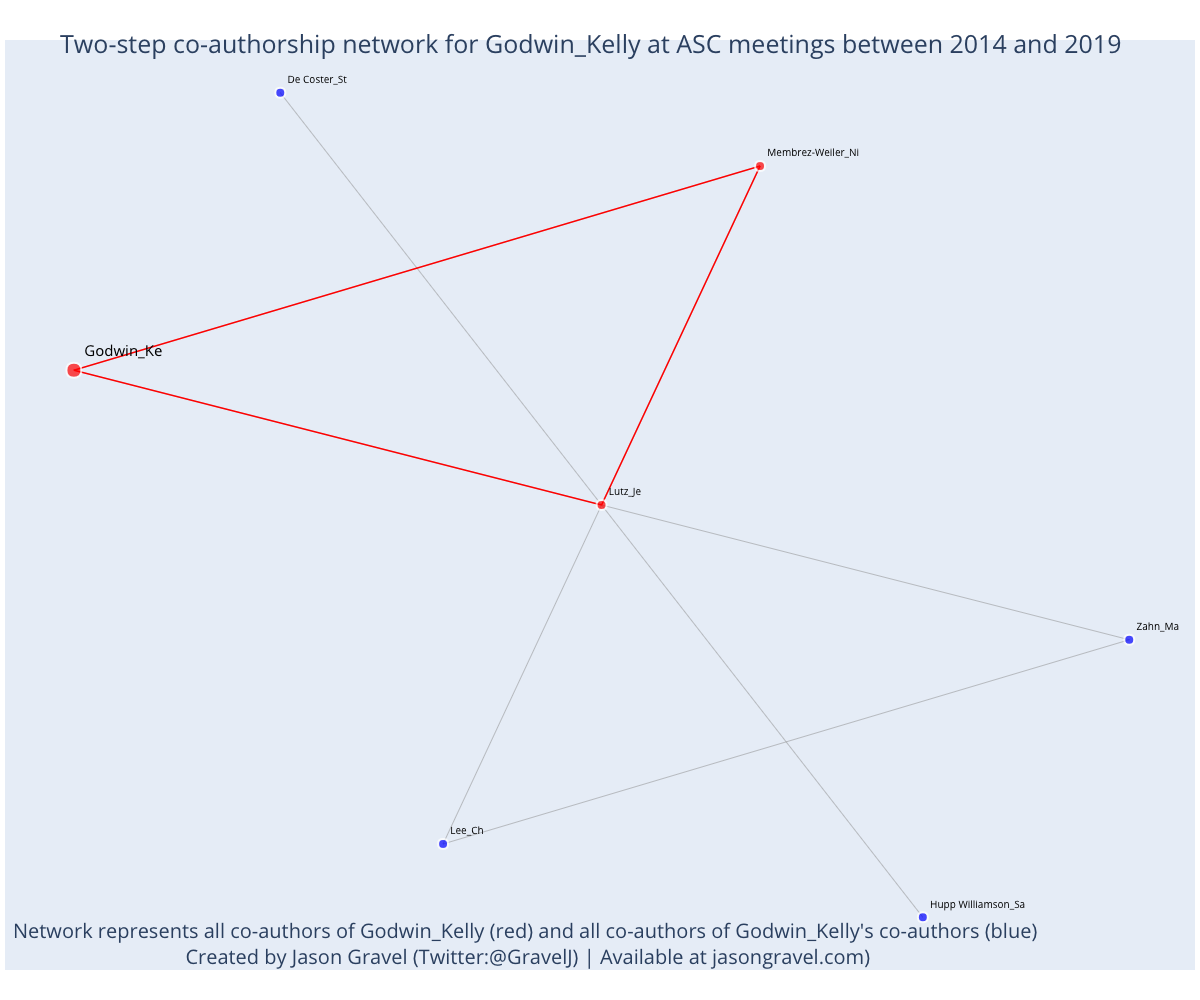 Two-step co-authorship network for Godwin_Kelly at ASC meetings between 2014 and 2019
De Coster_St
Membrez-Weiler_Ni
Godwin_Ke
Lutz_Je
Zahn_Ma
Lee_Ch
Hupp Williamson_Sa
Network represents all co-authors of Godwin_Kelly (red) and all co-authors of Godwin_Kelly's co-authors (blue)
Created by Jason Gravel (Twitter:@GravelJ) | Available at jasongravel.com)